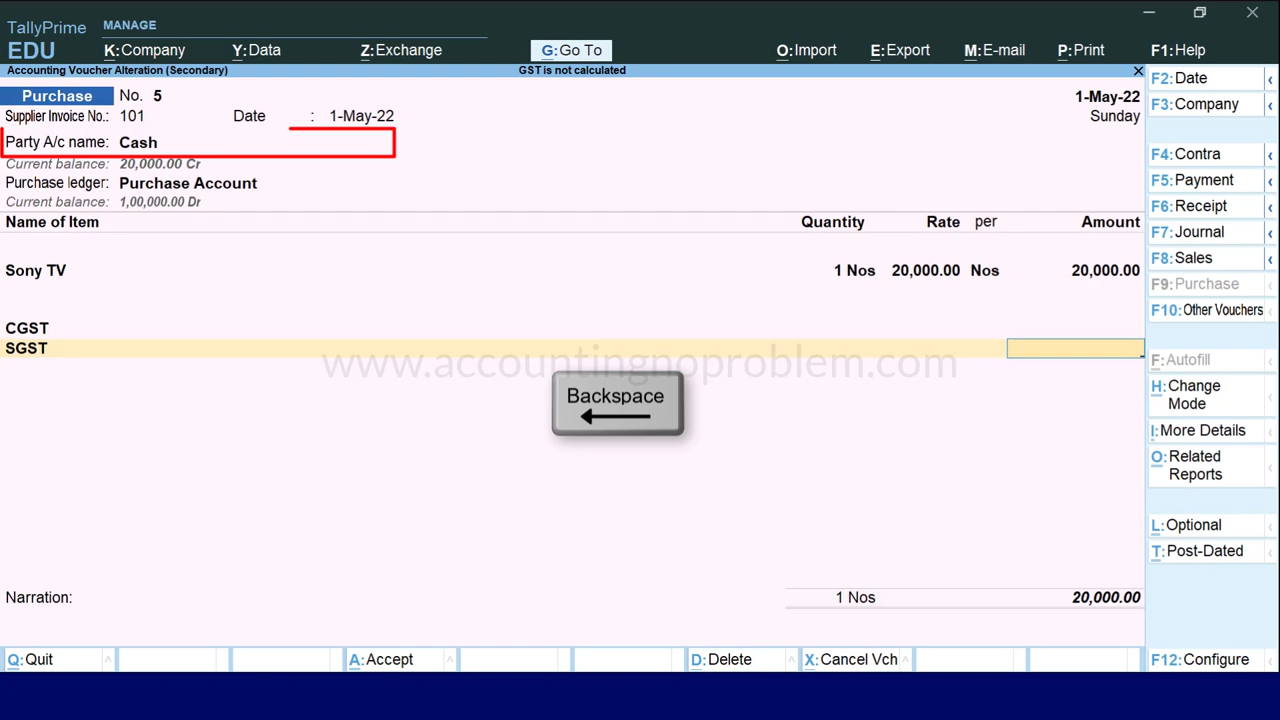 TallyPrime MANAGE
EDU K:Company Y:Data Z:Exchange G:Go To O:Import E:Export M:E-mail P:Print F1:Help
Accounting Voucher Alteration (Secondary) GST is not calculated
Purchase No. 5 1-May-22
Supplier Invoice No.: 101 Date : 1-May-22 Sunday
Party A/c name: Cash
Current balance: 20,000.00 Cr
Purchase ledger: Purchase Account
Current balance: 1,00,000.00 Dr
Name of Item Quantity Rate per Amount
Sony TV 1 Nos 20,000.00 Nos 20,000.00
CGST
SGST
www.accountingnoproblem.com
Backspace
Narration: 1 Nos 20,000.00
F2:Date
F3:Company
F4:Contra
F5:Payment
F6:Receipt
F7:Journal
F8:Sales
F9:Purchase
F10:Other Vouchers
F:Autofill
H:Change
Mode
I:More Details
O:Related
Reports
L:Optional
T:Post-Dated
Q:Quit A:Accept D:Delete X:Cancel Vch F12:Configure